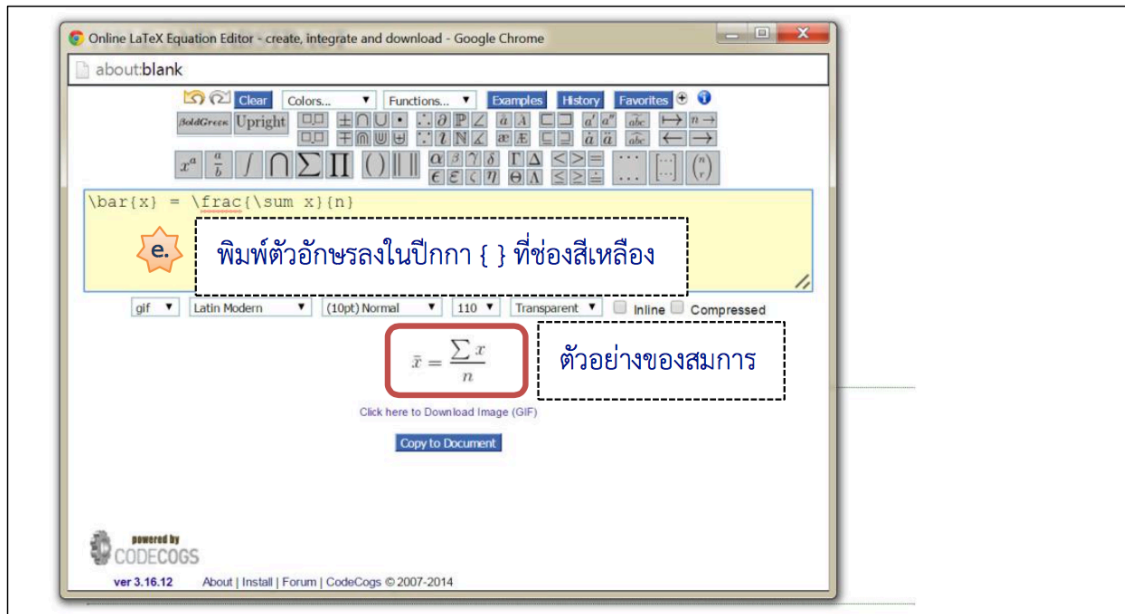 Online LaTeX Equation Editor - create, integrate and download - Google Chrome
about:blank
Clear Colors... Functions... Examples History Favorites
BoldGreek Upright
\bar{x} = \frac{\sum x}{n}
e. พิมพ์ตัวอักษรลงในปีกกา { } ที่ช่องสีเหลือง
gif Latin Modern (10pt) Normal 110 Transparent Inline Compressed
x̄ = ∑ x / n
ตัวอย่างของสมการ
Click here to Download Image (GIF)
Copy to Document
powered by
CODECOGS
ver 3.16.12 About | Install | Forum | CodeCogs © 2007-2014